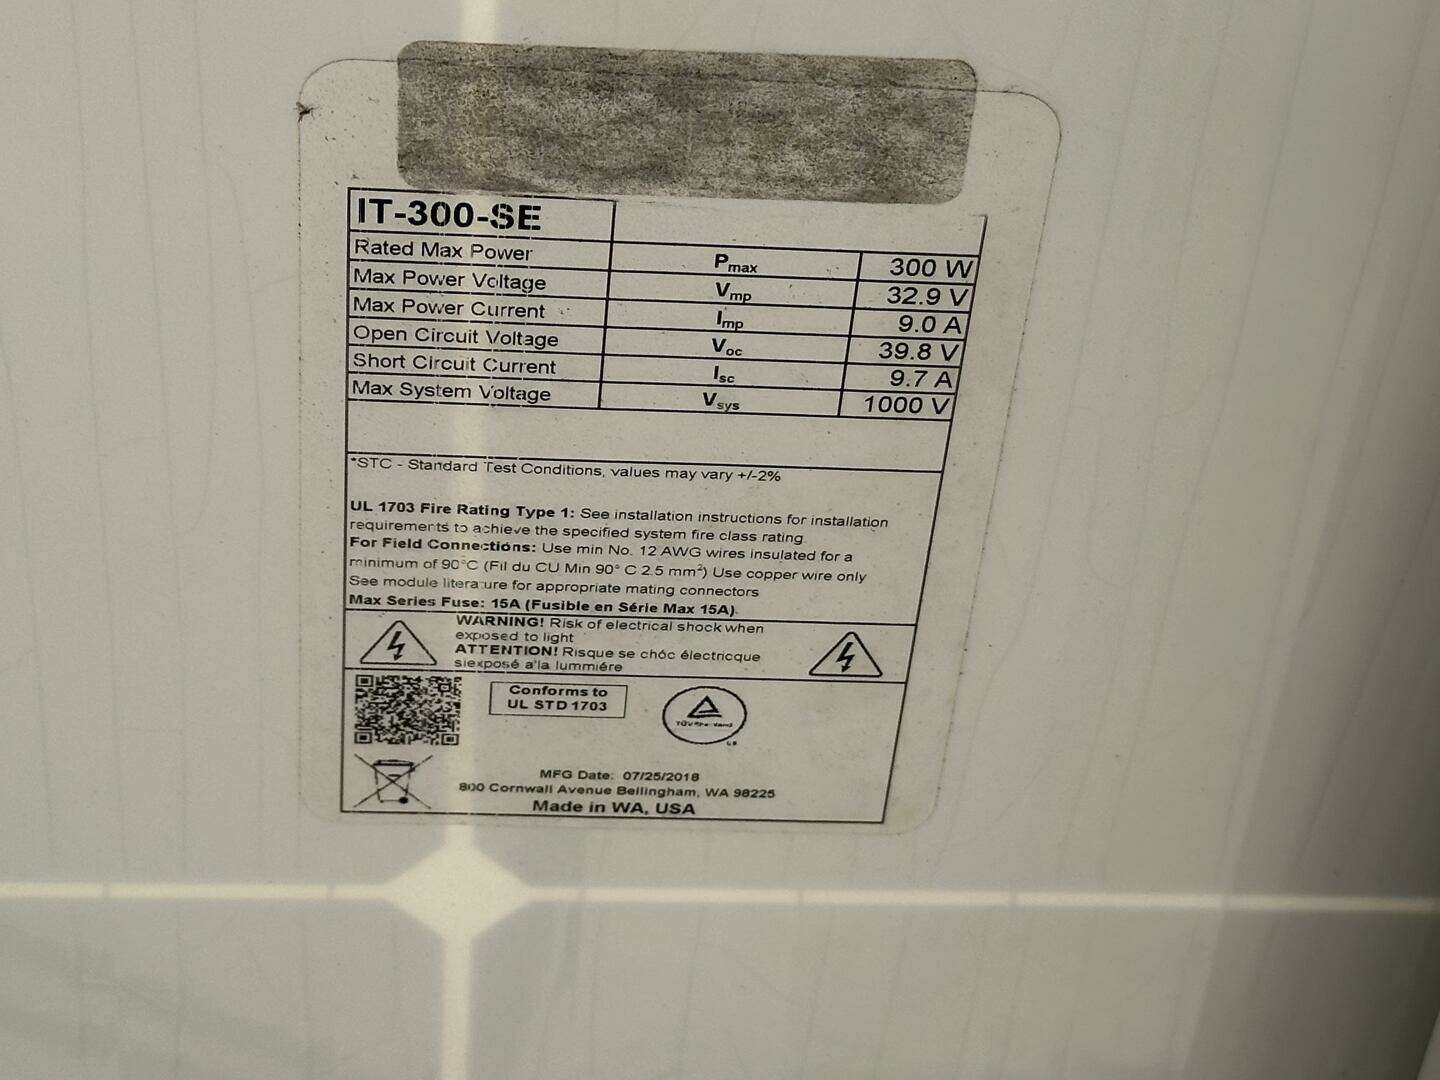 IT-300-SE
Rated Max Power Pmax 300 W
Max Power Voltage Vmp 32.9 V
Max Power Current Imp 9.0 A
Open Circuit Voltage Voc 39.8 V
Short Circuit Current Isc 9.7 A
Max System Voltage Vsys 1000 V
*STC - Standard Test Conditions, values may vary +/-2%
UL 1703 Fire Rating Type 1: See installation instructions for installation
requirements to achieve the specified system fire class rating
For Field Connections: Use min No. 12 AWG wires insulated for a
minimum of 90°C (Fil du CU Min 90° C 2.5 mm²) Use copper wire only
See module literature for appropriate mating connectors
Max Series Fuse: 15A (Fusible en Série Max 15A).
WARNING! Risk of electrical shock when
exposed to light
ATTENTION! Risque se chóc électricque
siexposé a'la lummiére
Conforms to
UL STD 1703
TÜVRheinland
US
MFG Date: 07/25/2018
800 Cornwall Avenue Bellingham, WA 98225
Made in WA, USA